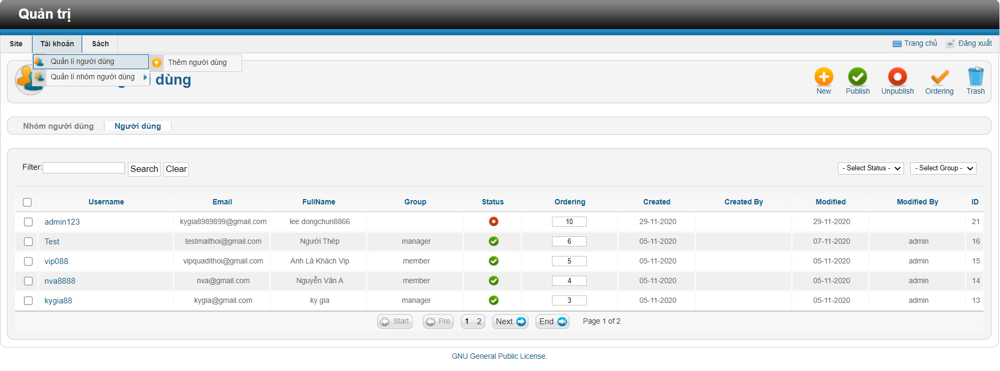 Quản trị
Site Tài khoản Sách Trang chủ Đăng xuất
Quản lí người dùng Thêm người dùng
Quản lí nhóm người dùng
dùng
New Publish Unpublish Ordering Trash
Nhóm người dùng Người dùng
Filter: Search Clear - Select Status - - Select Group -
Username Email FullName Group Status Ordering Created Created By Modified Modified By ID
admin123 kygia8989899@gmail.com lee dongchun8866 10 29-11-2020 29-11-2020 21
Test testmaithoi@gmail.com Người Thép manager 6 05-11-2020 07-11-2020 admin 16
vip088 vipquadithoi@gmail.com Anh Là Khách Vip member 5 05-11-2020 05-11-2020 admin 15
nva8888 nva@gmail.com Nguyễn Văn A member 4 05-11-2020 05-11-2020 admin 14
kygia88 kygia@gmail.com ky gia manager 3 05-11-2020 05-11-2020 admin 13
Start Pre 1 2 Next End Page 1 of 2
GNU General Public License.